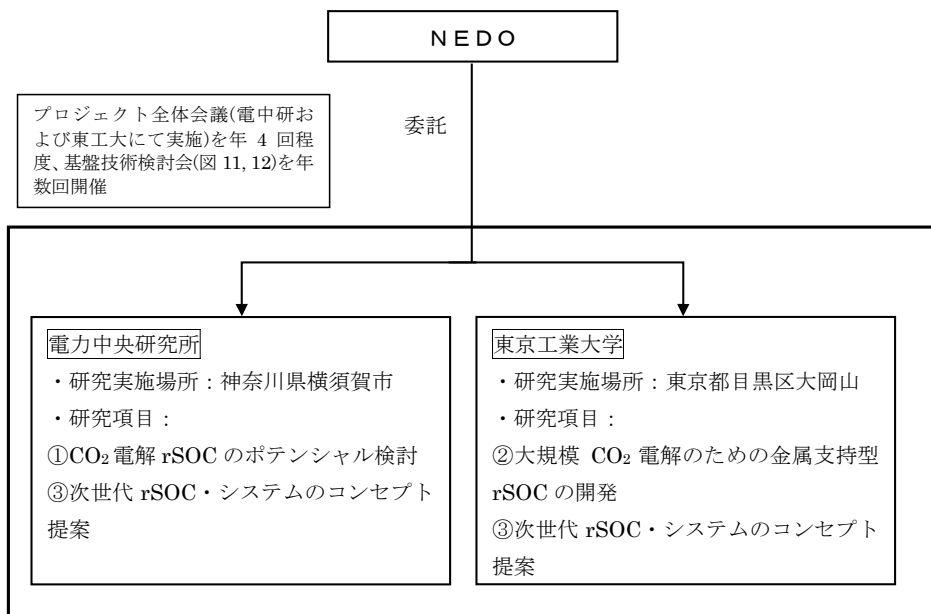 NEDO
プロジェクト全体会議(電中研お
よび東工大にて実施)を年 4 回程
度、基盤技術検討会(図 11, 12)を年
数回開催
委託
電力中央研究所
・研究実施場所：神奈川県横須賀市
・研究項目：
①CO₂ 電解 rSOC のポテンシャル検討
③次世代 rSOC・システムのコンセプト
提案
東京工業大学
・研究実施場所：東京都目黒区大岡山
・研究項目：
②大規模 CO₂ 電解のための金属支持型
rSOC の開発
③次世代 rSOC・システムのコンセプト
提案